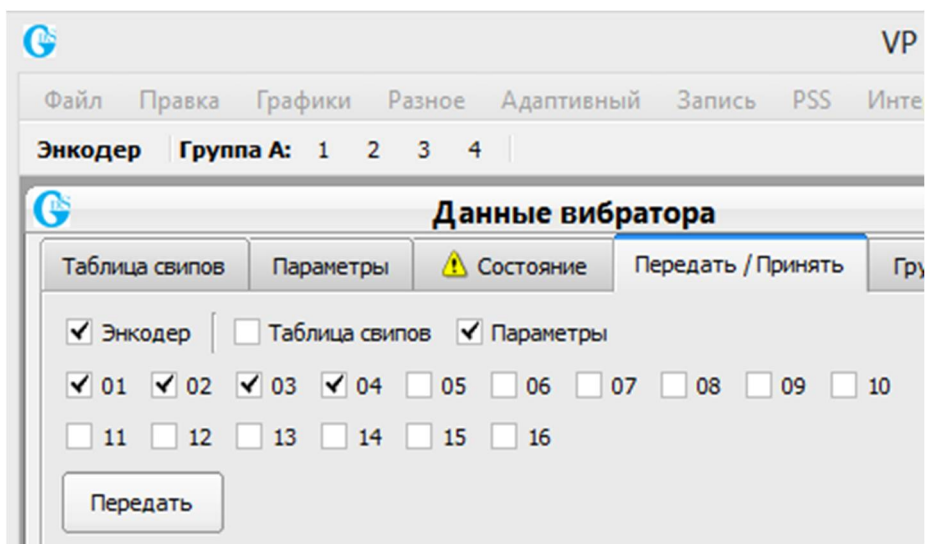 VP
Файл Правка Графики Разное Адаптивный Запись PSS Инте
Энкодер Группа A: 1 2 3 4
Данные вибратора
Таблица свипов Параметры Состояние Передать / Принять Гру
Энкодер Таблица свипов Параметры
01 02 03 04 05 06 07 08 09 10
11 12 13 14 15 16
Передать